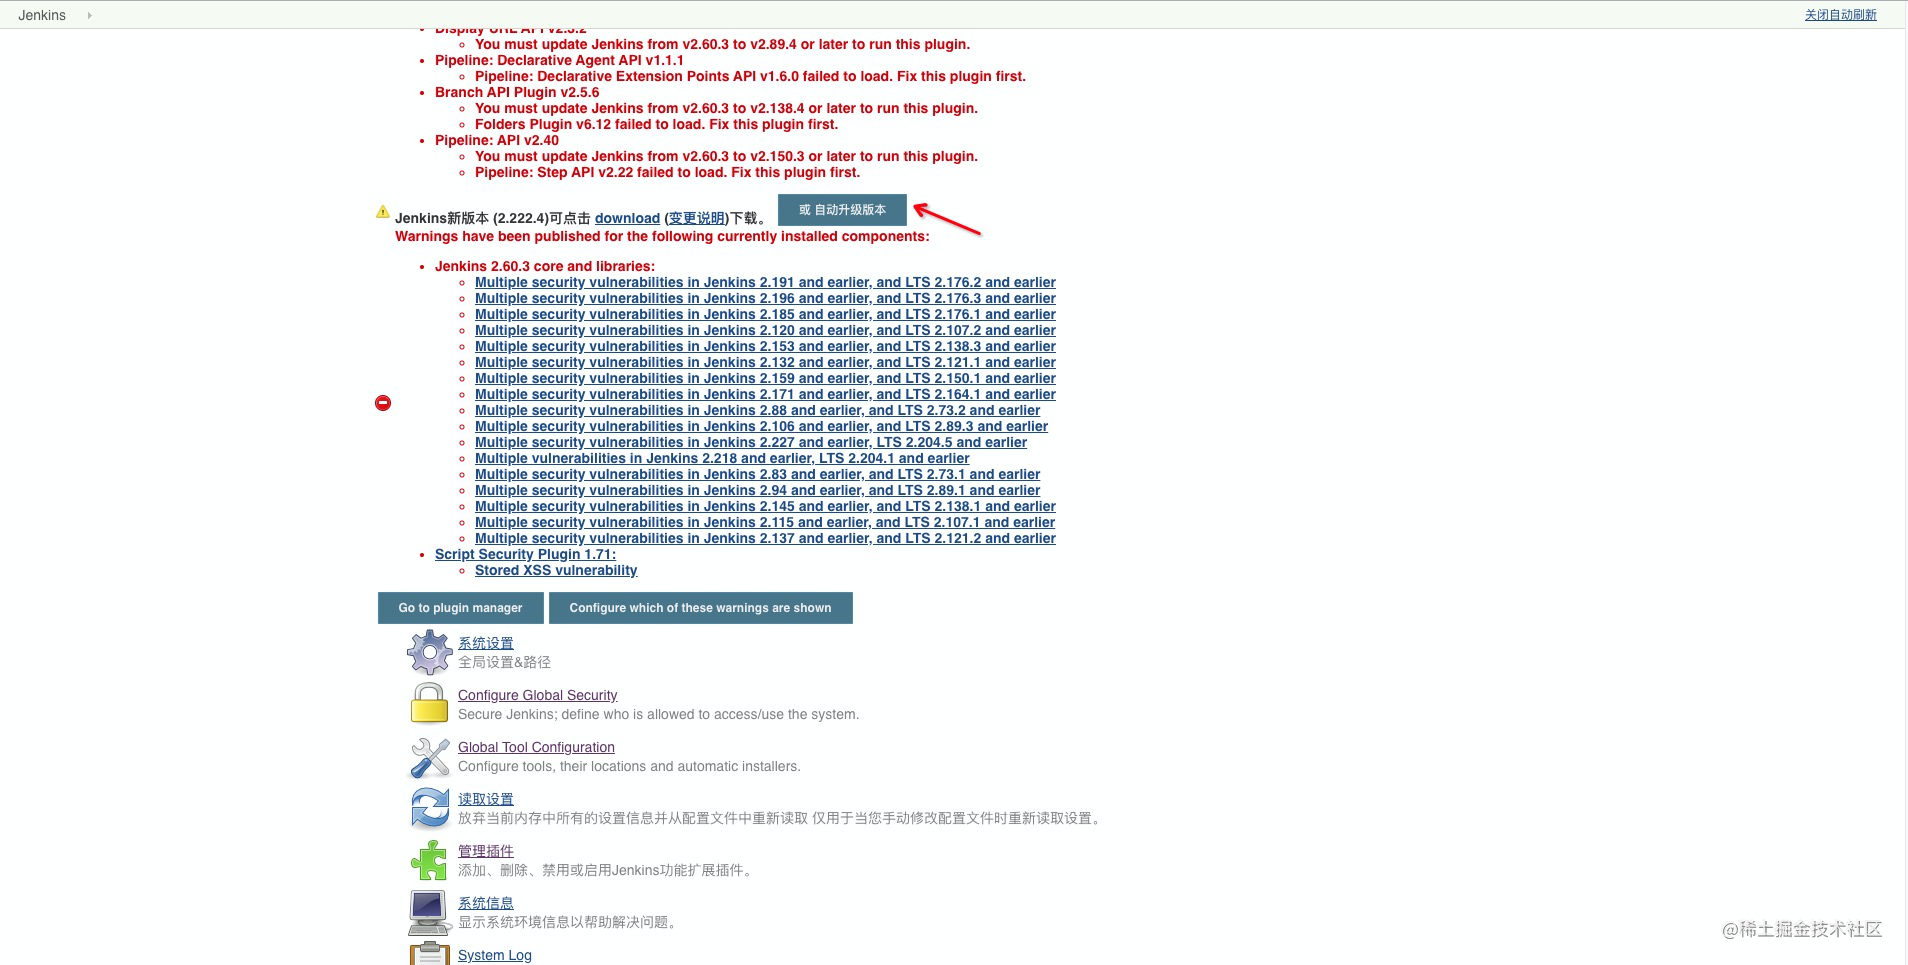 Jenkins
关闭自动刷新
Display URL API v2.3.2
You must update Jenkins from v2.60.3 to v2.89.4 or later to run this plugin.
Pipeline: Declarative Agent API v1.1.1
Pipeline: Declarative Extension Points API v1.6.0 failed to load. Fix this plugin first.
Branch API Plugin v2.5.6
You must update Jenkins from v2.60.3 to v2.138.4 or later to run this plugin.
Folders Plugin v6.12 failed to load. Fix this plugin first.
Pipeline: API v2.40
You must update Jenkins from v2.60.3 to v2.150.3 or later to run this plugin.
Pipeline: Step API v2.22 failed to load. Fix this plugin first.
Jenkins新版本 (2.222.4)可点击 download (变更说明)下载。 或 自动升级版本
Warnings have been published for the following currently installed components:
Jenkins 2.60.3 core and libraries:
Multiple security vulnerabilities in Jenkins 2.191 and earlier, and LTS 2.176.2 and earlier
Multiple security vulnerabilities in Jenkins 2.196 and earlier, and LTS 2.176.3 and earlier
Multiple security vulnerabilities in Jenkins 2.185 and earlier, and LTS 2.176.1 and earlier
Multiple security vulnerabilities in Jenkins 2.120 and earlier, and LTS 2.107.2 and earlier
Multiple security vulnerabilities in Jenkins 2.153 and earlier, and LTS 2.138.3 and earlier
Multiple security vulnerabilities in Jenkins 2.132 and earlier, and LTS 2.121.1 and earlier
Multiple security vulnerabilities in Jenkins 2.159 and earlier, and LTS 2.150.1 and earlier
Multiple security vulnerabilities in Jenkins 2.171 and earlier, and LTS 2.164.1 and earlier
Multiple security vulnerabilities in Jenkins 2.88 and earlier, and LTS 2.73.2 and earlier
Multiple security vulnerabilities in Jenkins 2.106 and earlier, and LTS 2.89.3 and earlier
Multiple security vulnerabilities in Jenkins 2.227 and earlier, LTS 2.204.5 and earlier
Multiple vulnerabilities in Jenkins 2.218 and earlier, LTS 2.204.1 and earlier
Multiple security vulnerabilities in Jenkins 2.83 and earlier, and LTS 2.73.1 and earlier
Multiple security vulnerabilities in Jenkins 2.94 and earlier, and LTS 2.89.1 and earlier
Multiple security vulnerabilities in Jenkins 2.145 and earlier, and LTS 2.138.1 and earlier
Multiple security vulnerabilities in Jenkins 2.115 and earlier, and LTS 2.107.1 and earlier
Multiple security vulnerabilities in Jenkins 2.137 and earlier, and LTS 2.121.2 and earlier
Script Security Plugin 1.71:
Stored XSS vulnerability
Go to plugin manager
Configure which of these warnings are shown
系统设置
全局设置&路径
Configure Global Security
Secure Jenkins; define who is allowed to access/use the system.
Global Tool Configuration
Configure tools, their locations and automatic installers.
读取设置
放弃当前内存中所有的设置信息并从配置文件中重新读取 仅用于当您手动修改配置文件时重新读取设置。
管理插件
添加、删除、禁用或启用Jenkins功能扩展插件。
系统信息
显示系统环境信息以帮助解决问题。
System Log
@稀土掘金技术社区